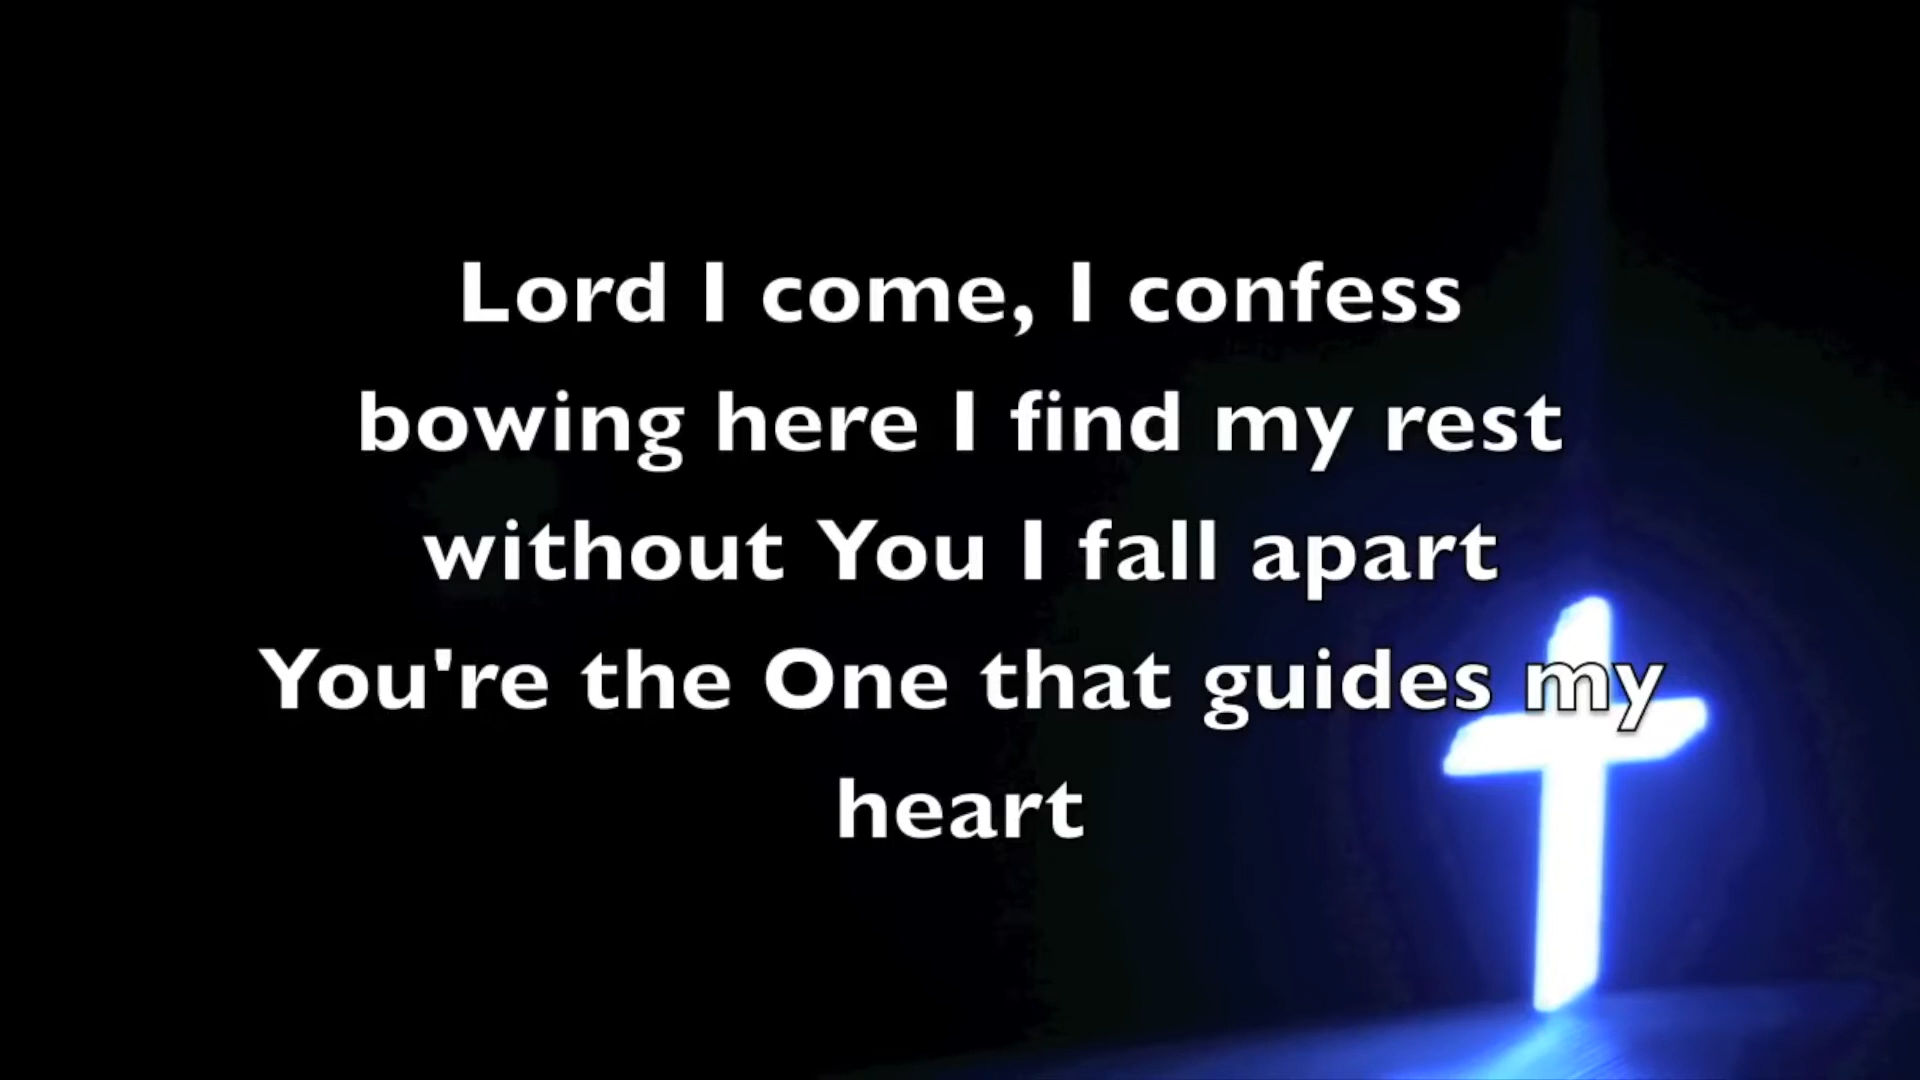 Lord I come, I confess
bowing here I find my rest
without You I fall apart
You're the One that guides my
heart